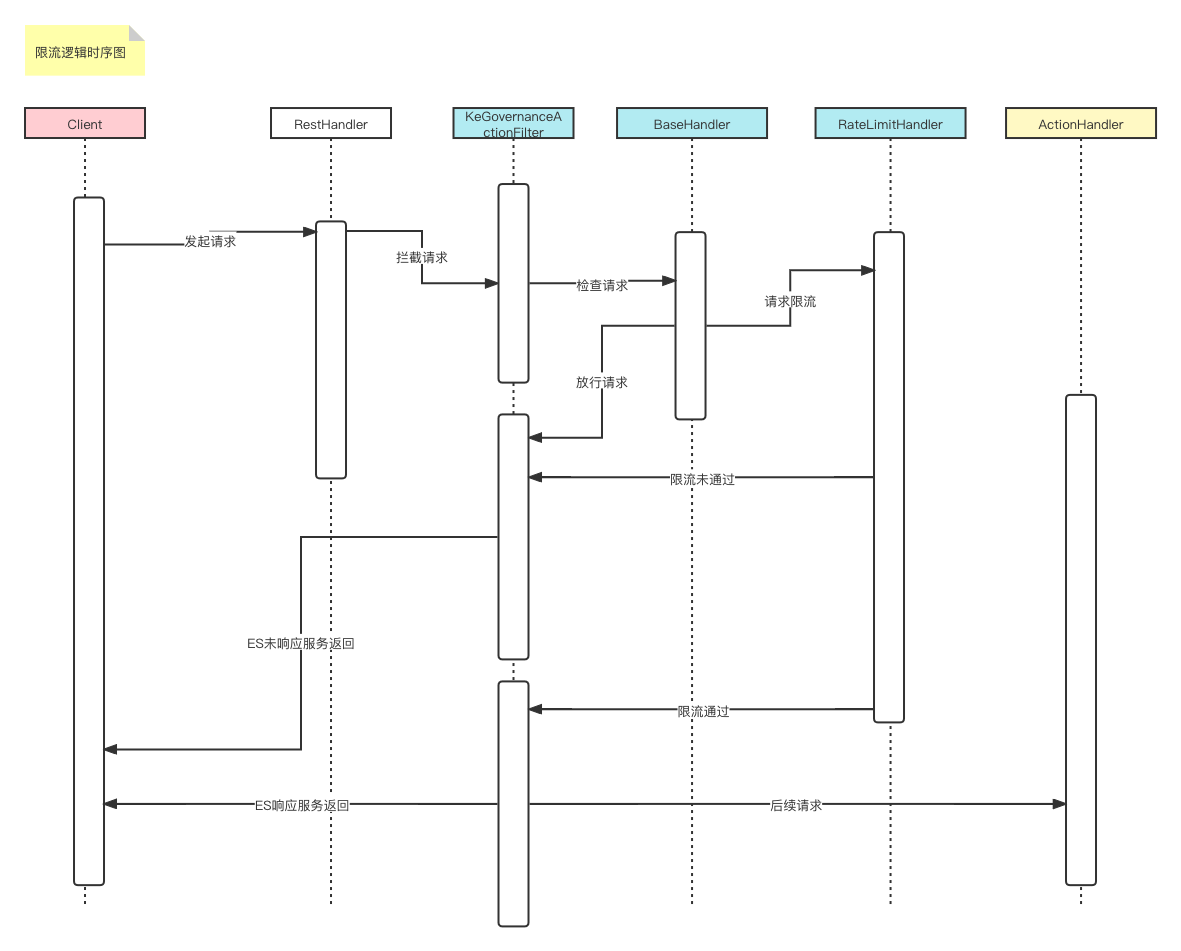 限流逻辑时序图
Client
RestHandler
KeGovernanceA
ctionFilter
BaseHandler
RateLimitHandler
ActionHandler
发起请求
拦截请求
检查请求
请求限流
放行请求
限流未通过
ES未响应服务返回
限流通过
ES响应服务返回
后续请求